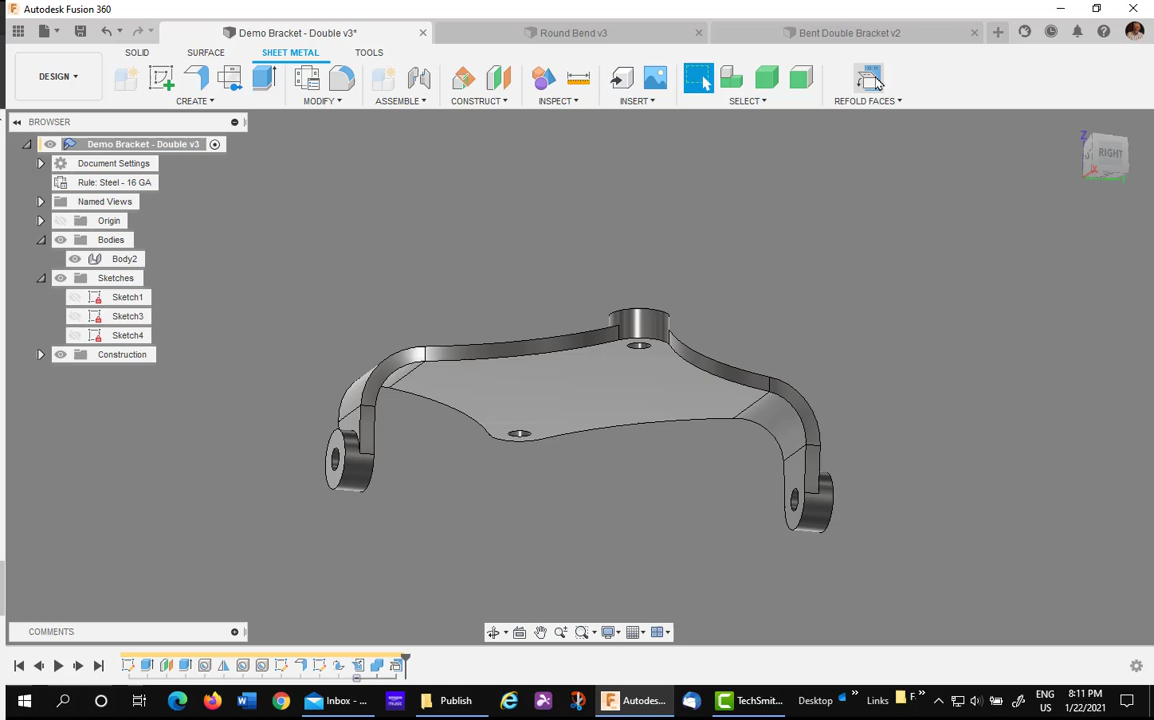 Autodesk Fusion 360
Demo Bracket - Double v3*
Round Bend v3
Bent Double Bracket v2
SOLID
SURFACE
SHEET METAL
TOOLS
DESIGN
CREATE
MODIFY
ASSEMBLE
CONSTRUCT
INSPECT
INSERT
SELECT
REFOLD FACES
BROWSER
Demo Bracket - Double v3
Document Settings
Rule: Steel - 16 GA
Named Views
Origin
Bodies
Body2
Sketches
Sketch1
Sketch3
Sketch4
Construction
Z
RIGHT
X
COMMENTS
Inbox - ...
Publish
Autodes...
TechSmit...
Desktop
Links
F...
ENG
US
8:11 PM
1/22/2021